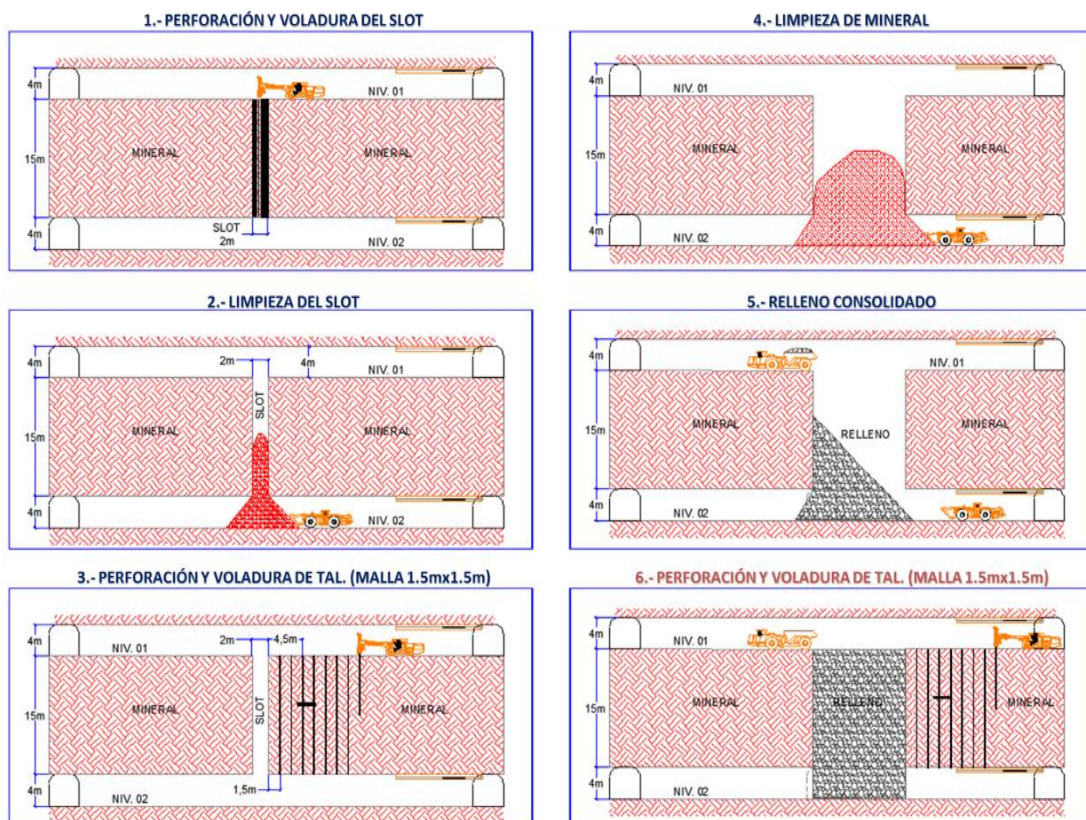 1.- PERFORACIÓN Y VOLADURA DEL SLOT
4m
NIV. 01
15m
MINERAL
MINERAL
SLOT
2m
4m
NIV. 02
2.- LIMPIEZA DEL SLOT
4m
2m
4m
NIV. 01
15m
MINERAL
SLOT
MINERAL
4m
NIV. 02
3.- PERFORACIÓN Y VOLADURA DE TAL. (MALLA 1.5mx1.5m)
4m
NIV. 01
2m
4,5m
15m
MINERAL
SLOT
MINERAL
1,5m
4m
NIV. 02
4.- LIMPIEZA DE MINERAL
4m
NIV. 01
15m
MINERAL
MINERAL
4m
NIV. 02
5.- RELLENO CONSOLIDADO
4m
NIV. 01
15m
MINERAL
RELLENO
MINERAL
4m
NIV. 02
6.- PERFORACIÓN Y VOLADURA DE TAL. (MALLA 1.5mx1.5m)
4m
NIV. 01
15m
MINERAL
RELLENO
MINERAL
4m
NIV. 02